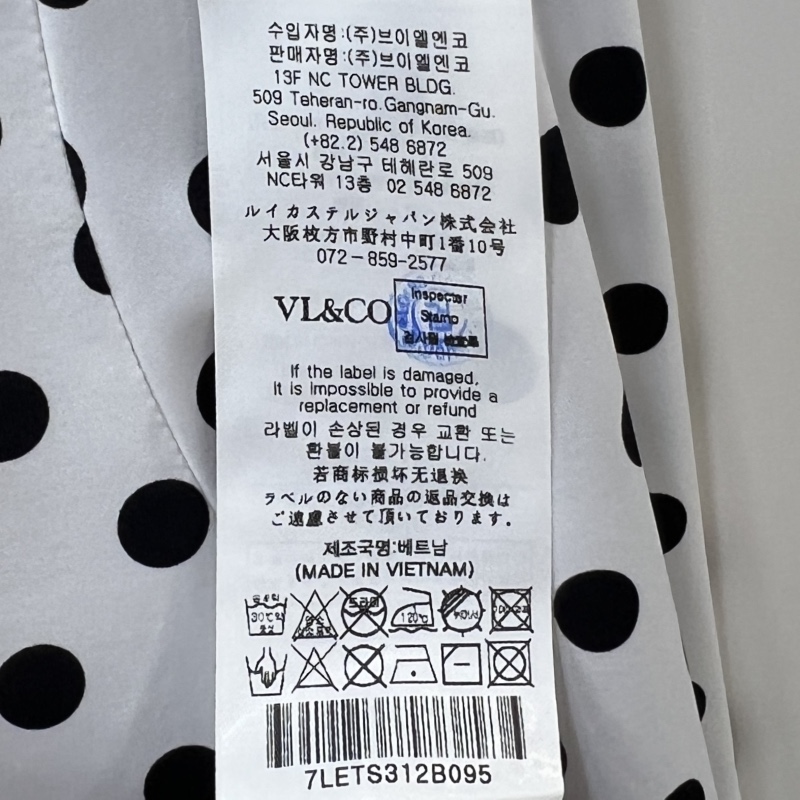 수입자명:(주)브이엘엔코
판매자명:(주)브이엘엔코
13F NC TOWER BLDG.
509 Teheran-ro.Gangnam-Gu.
Seoul. Republic of Korea.
(+82.2) 548 6872
서울시 강남구 테헤란로 509
NC타워 13층 02 548 6872
ルイカステルジャパン株式会社
大阪枚方市野村中町1番10号
072-859-2577
VL&CO
Inspector
Stamp
검사필
If the label is damaged,
it is impossible to provide a
replacement or refund
라벨이 손상된 경우 교환 또는
환불이 불가능합니다.
若商标损坏无退换
ラベルのない商品の返品交換は
ご遠慮させて頂いております。
제조국명:베트남
(MADE IN VIETNAM)
30℃
드라이
120℃
7LETS312B095